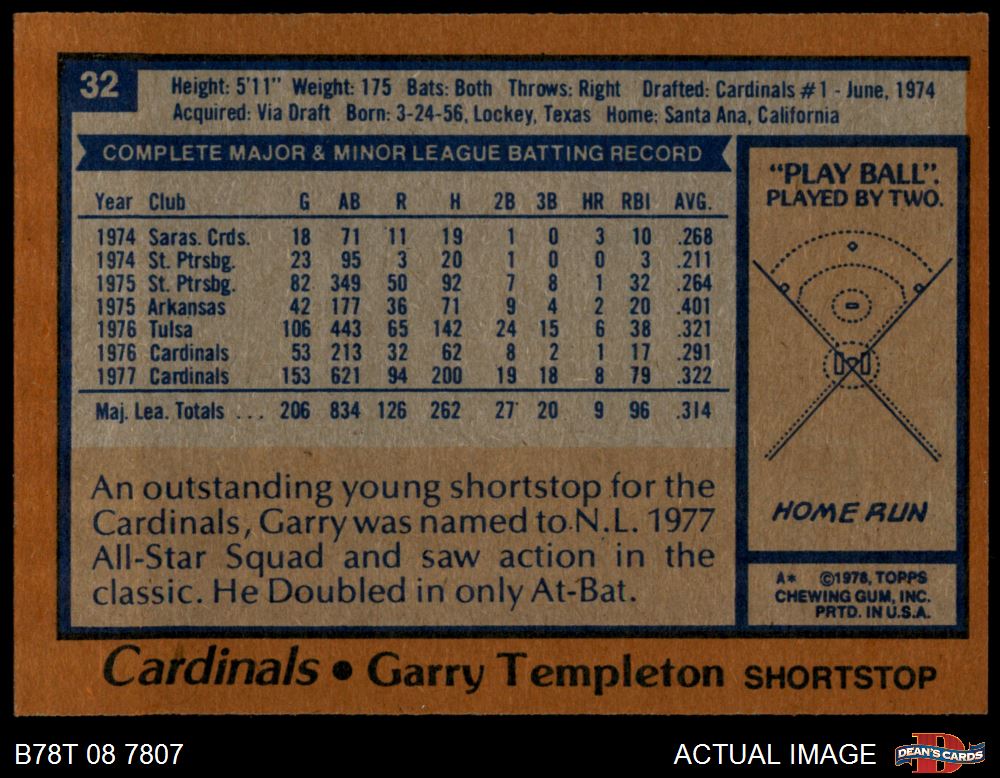 32
Height: 5'11" Weight: 175 Bats: Both Throws: Right Drafted: Cardinals #1 - June, 1974
Acquired: Via Draft Born: 3-24-56, Lockey, Texas Home: Santa Ana, California
COMPLETE MAJOR & MINOR LEAGUE BATTING RECORD
Year Club G AB R H 2B 3B HR RBI AVG.
1974 Saras. Crds. 18 71 11 19 1 0 3 10 .268
1974 St. Ptrsbg. 23 95 3 20 1 0 0 3 .211
1975 St. Ptrsbg. 82 349 50 92 7 8 1 32 .264
1975 Arkansas 42 177 36 71 9 4 2 20 .401
1976 Tulsa 106 443 65 142 24 15 6 38 .321
1976 Cardinals 53 213 32 62 8 2 1 17 .291
1977 Cardinals 153 621 94 200 19 18 8 79 .322
Maj. Lea. Totals ... 206 834 126 262 27 20 9 96 .314
An outstanding young shortstop for the
Cardinals, Garry was named to N.L. 1977
All-Star Squad and saw action in the
classic. He Doubled in only At-Bat.
"PLAY BALL".
PLAYED BY TWO.
HOME RUN
A* ©1978, TOPPS
CHEWING GUM, INC.
PRTD. IN U.S.A.
Cardinals • Garry Templeton SHORTSTOP
B78T 08 7807
ACTUAL IMAGE
DEAN'S CARDS